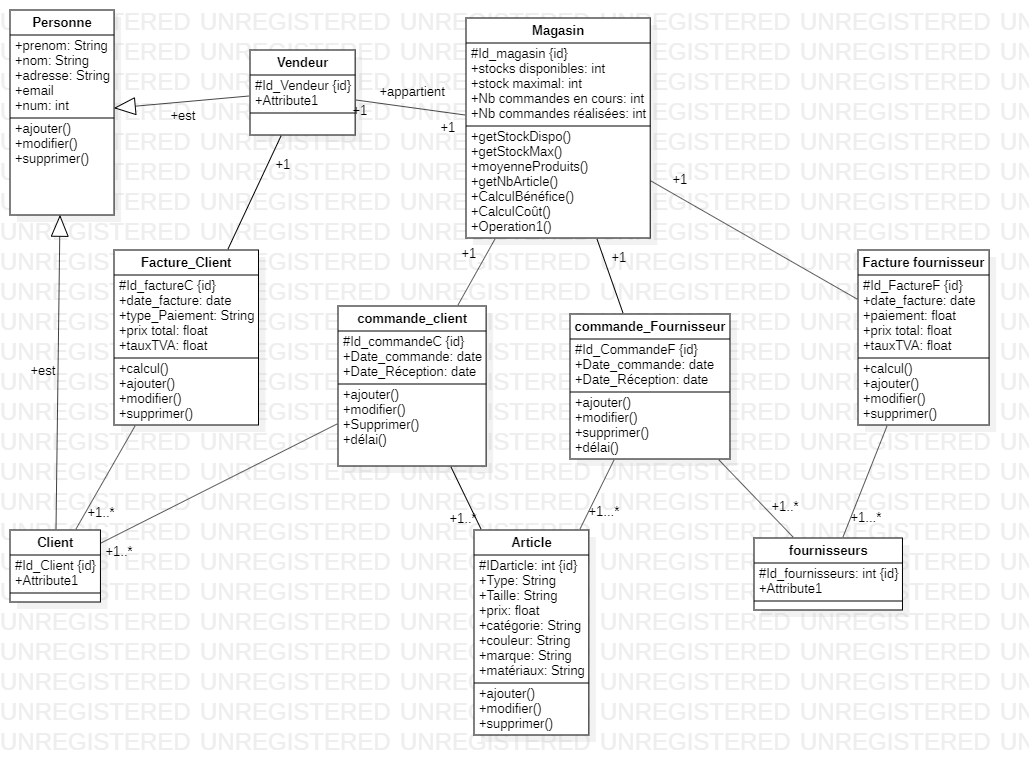 Personne
+prenom: String
+nom: String
+adresse: String
+email
+num: int
+ajouter()
+modifier()
+supprimer()
Vendeur
#Id_Vendeur {id}
+Attribute1
Magasin
#Id_magasin {id}
+stocks disponibles: int
+stock maximal: int
+Nb commandes en cours: int
+Nb commandes réalisées: int
+getStockDispo()
+getStockMax()
+moyenneProduits()
+getNbArticle()
+CalculBénéfice()
+CalculCoût()
+Operation1()
+est
+appartient
+1
+1
+1
+1
+1
+1
Facture_Client
#Id_factureC {id}
+date_facture: date
+type_Paiement: String
+prix total: float
+tauxTVA: float
+calcul()
+ajouter()
+modifier()
+supprimer()
commande_client
#Id_commandeC {id}
+Date_commande: date
+Date_Réception: date
+ajouter()
+modifier()
+Supprimer()
+délai()
commande_Fournisseur
#Id_CommandeF {id}
+Date_commande: date
+Date_Réception: date
+ajouter()
+modifier()
+supprimer()
+délai()
Facture fournisseur
#Id_FactureF {id}
+date_facture: date
+paiement: float
+prix total: float
+tauxTVA: float
+calcul()
+ajouter()
+modifier()
+supprimer()
+est
+1..*
+1..*
+1..*
+1...*
+1..*
+1...*
Client
#Id_Client {id}
+Attribute1
Article
#IDarticle: int {id}
+Type: String
+Taille: String
+prix: float
+catégorie: String
+couleur: String
+marque: String
+matériaux: String
+ajouter()
+modifier()
+supprimer()
fournisseurs
#Id_fournisseurs: int {id}
+Attribute1
UNREGISTERED